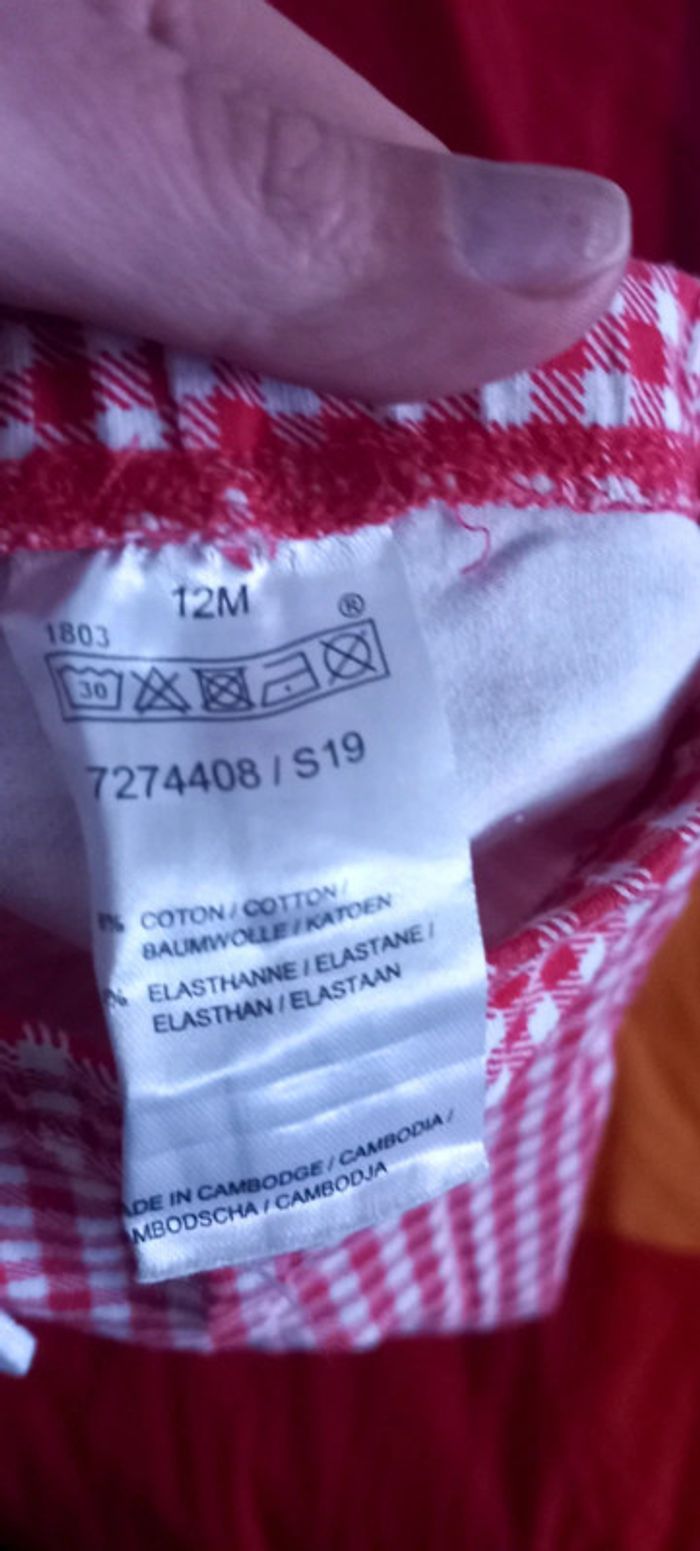 12M
®
1803
30
7274408 / S19
% COTON / COTTON /
BAUMWOLLE / KATOEN
% ELASTHANNE / ELASTANE /
ELASTHAN / ELASTAAN
ADE IN CAMBODGE / CAMBODIA /
MBODSCHA / CAMBODJA